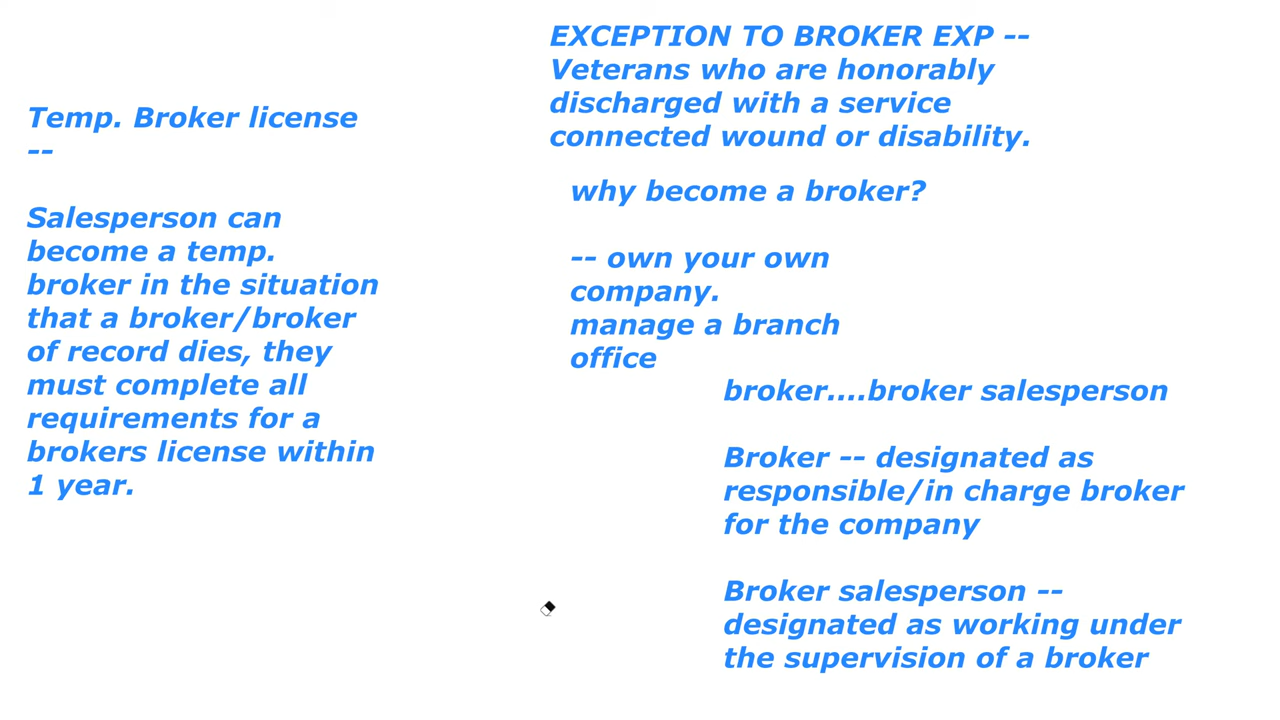 Temp. Broker license
--
Salesperson can
become a temp.
broker in the situation
that a broker/broker
of record dies, they
must complete all
requirements for a
brokers license within
1 year.
EXCEPTION TO BROKER EXP --
Veterans who are honorably
discharged with a service
connected wound or disability.
why become a broker?
-- own your own
company.
manage a branch
office
broker....broker salesperson
Broker -- designated as
responsible/in charge broker
for the company
Broker salesperson --
designated as working under
the supervision of a broker